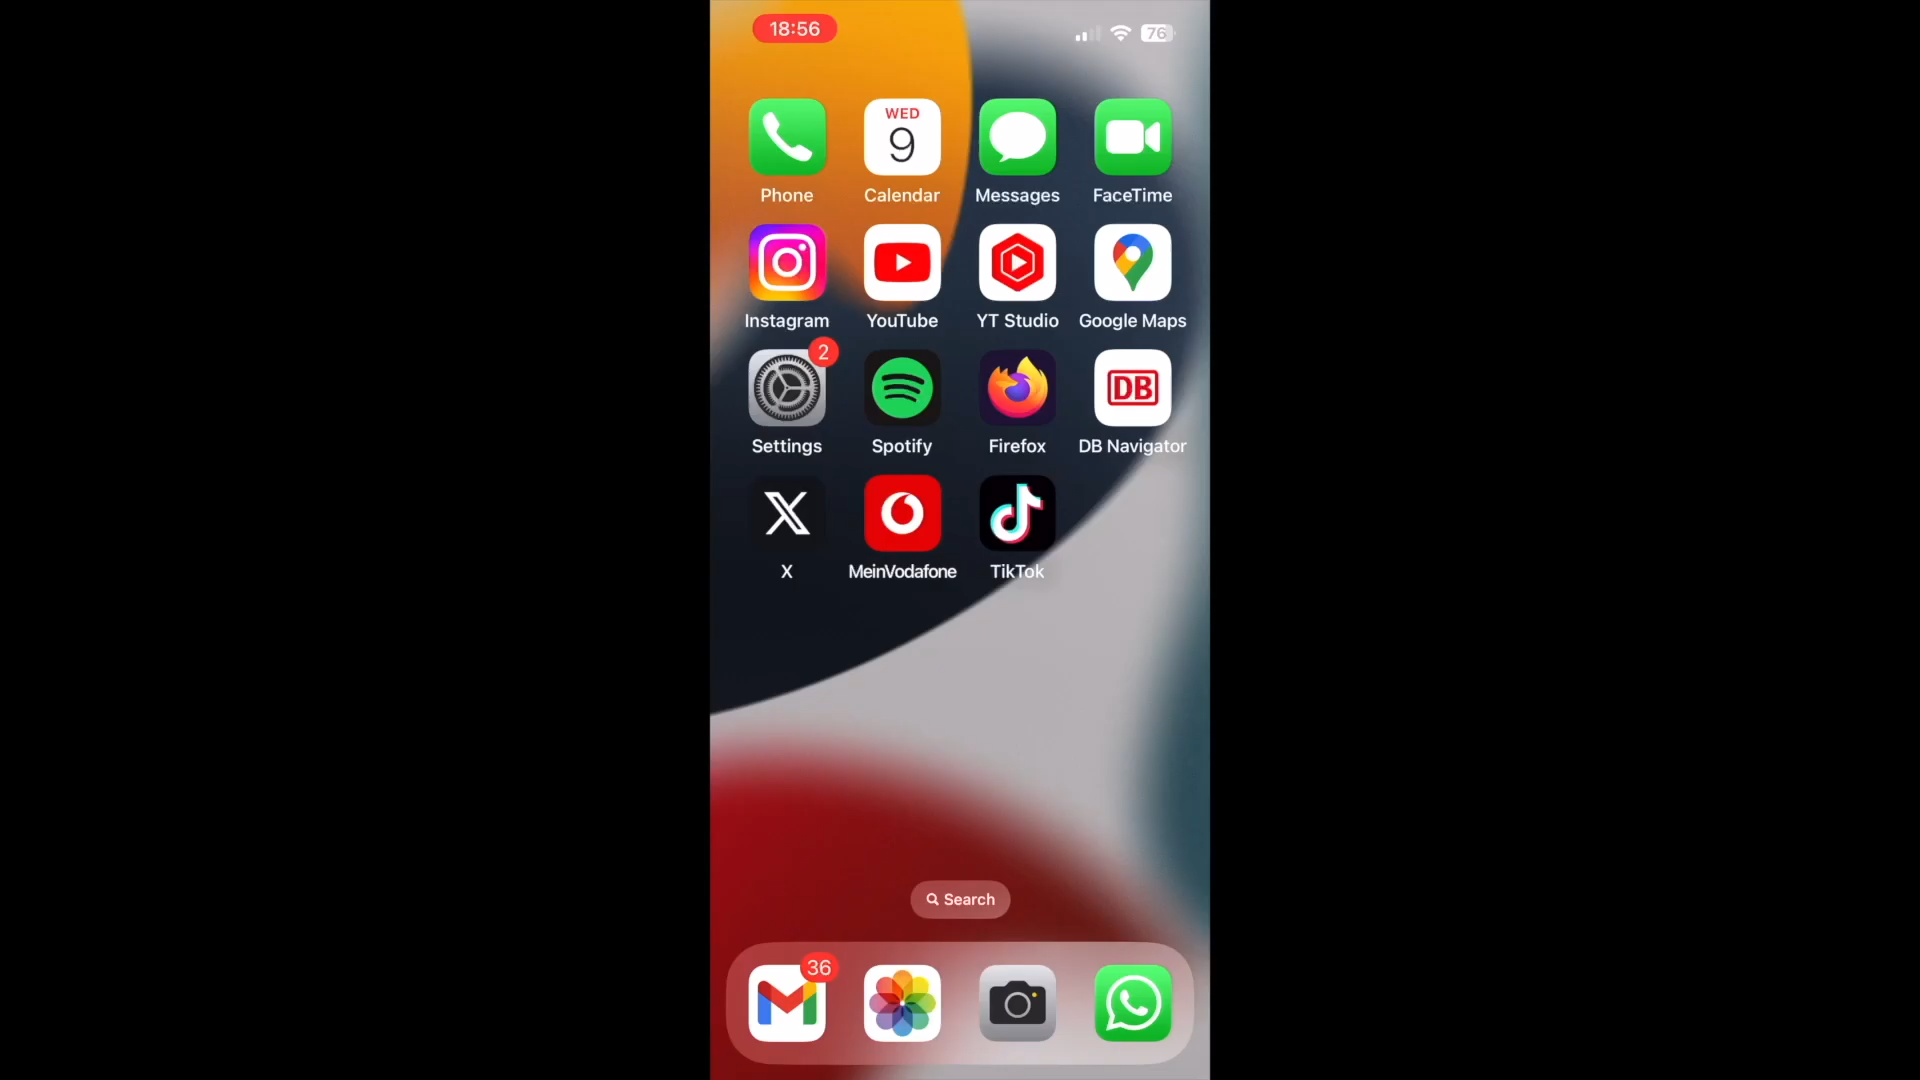 18:56 76
WED
9
Phone Calendar Messages FaceTime
Instagram YouTube YT Studio Google Maps
2
DB
Settings Spotify Firefox DB Navigator
X MeinVodafone TikTok
Search
36